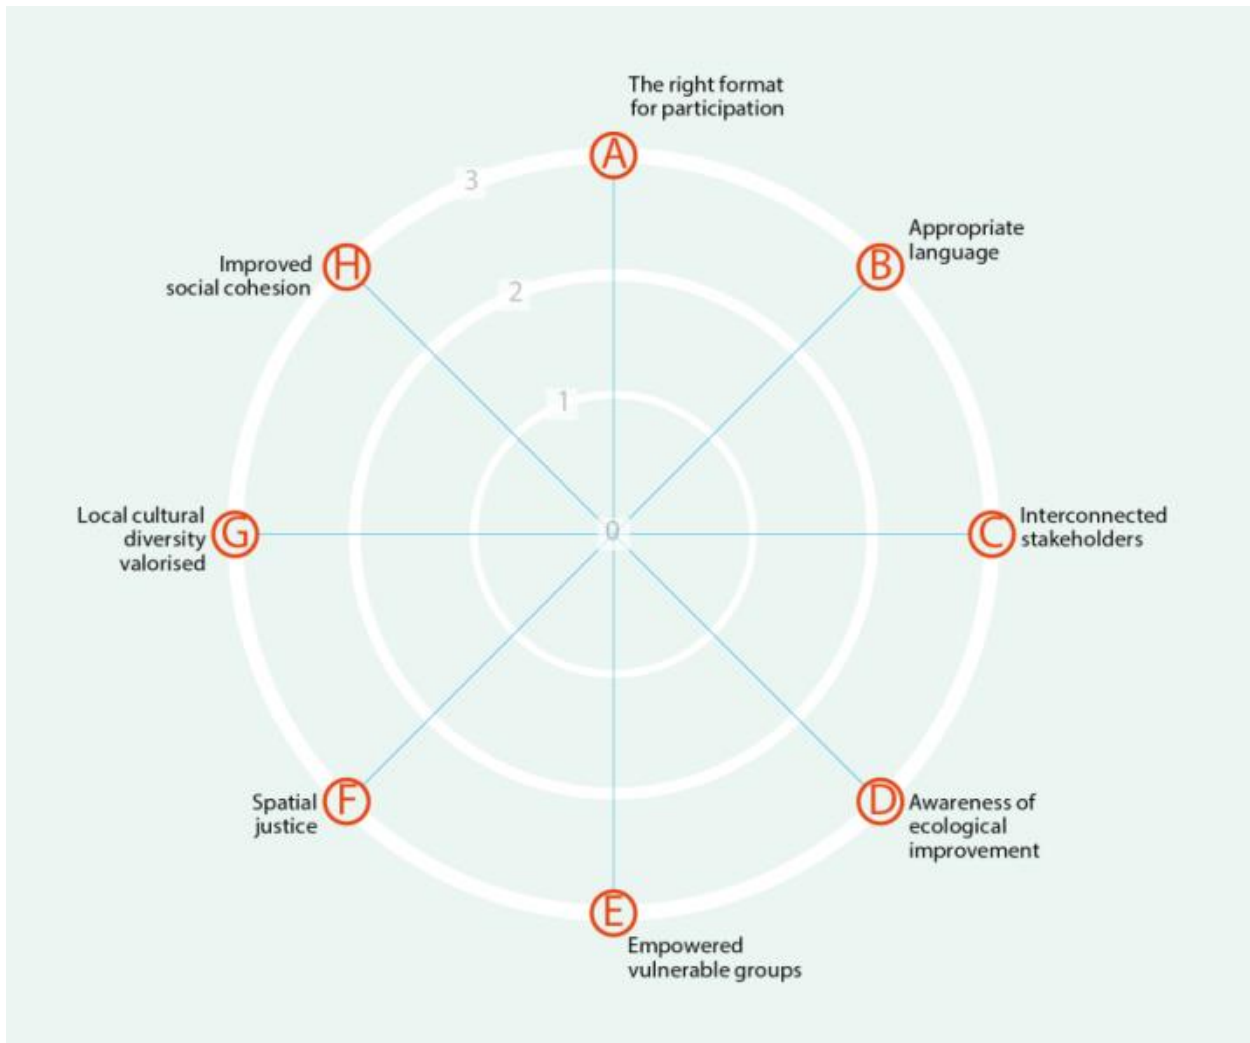 The right format
for participation
A
3
Appropriate
language
B
Improved
social cohesion
H
2
1
Local cultural
diversity
valorised
G
0
C
Interconnected
stakeholders
Spatial
justice
F
D
Awareness of
ecological
improvement
E
Empowered
vulnerable groups